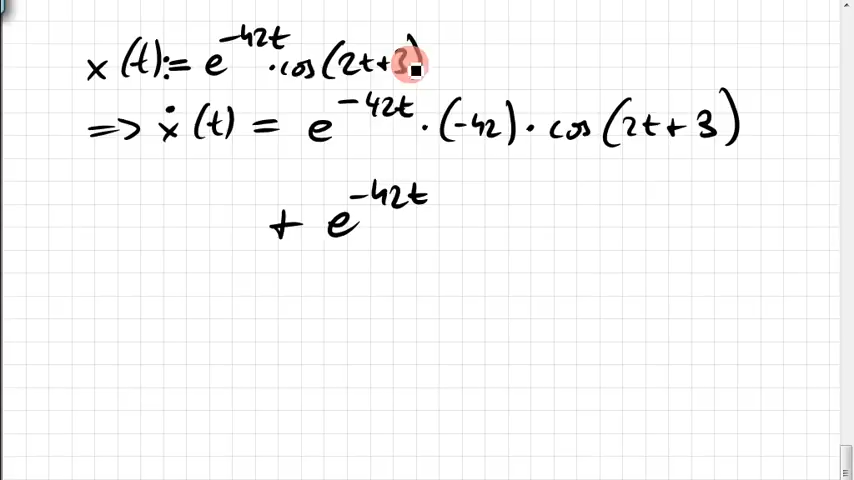 x(t):= e^{-42t} · cos(2t+3)
=> ẋ(t) = e^{-42t} · (-42) · cos(2t+3)
+ e^{-42t}